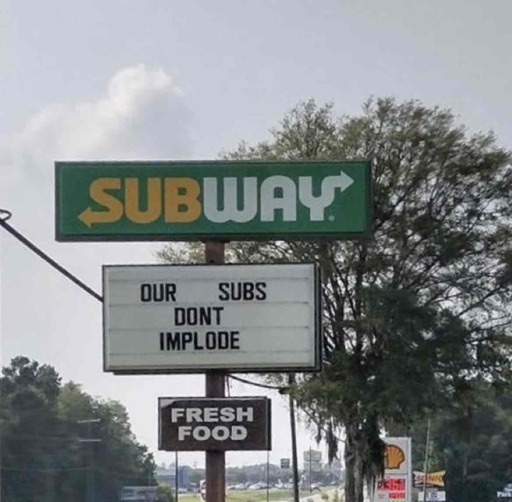 SUBWAY
OUR SUBS
DONT
IMPLODE
FRESH
FOOD